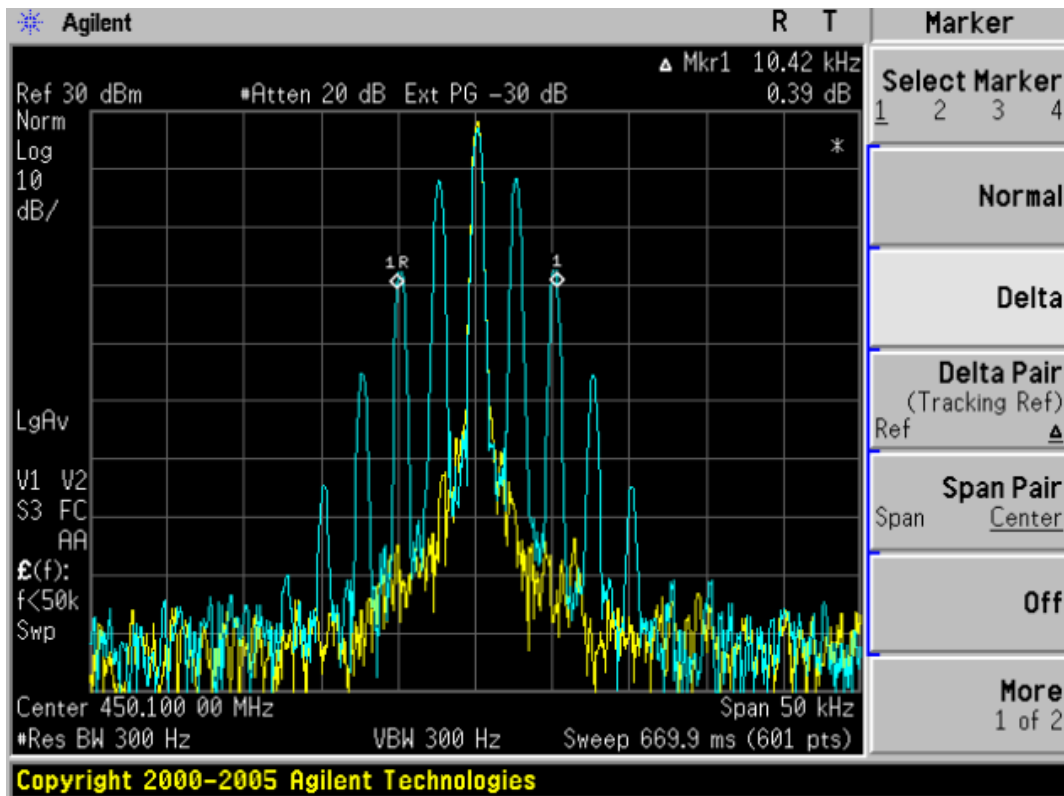 Agilent R T Marker
Δ Mkr1 10.42 kHz
Ref 30 dBm #Atten 20 dB Ext PG -30 dB 0.39 dB
Norm
Log
10
dB/
LgAv
V1 V2
S3 FC
AA
£(f):
f<50k
Swp
1R
1
*
Center 450.100 00 MHz Span 50 kHz
#Res BW 300 Hz VBW 300 Hz Sweep 669.9 ms (601 pts)
Copyright 2000-2005 Agilent Technologies
Select Marker
1 2 3 4
Normal
Delta
Delta Pair
(Tracking Ref)
Ref Δ
Span Pair
Span Center
Off
More
1 of 2